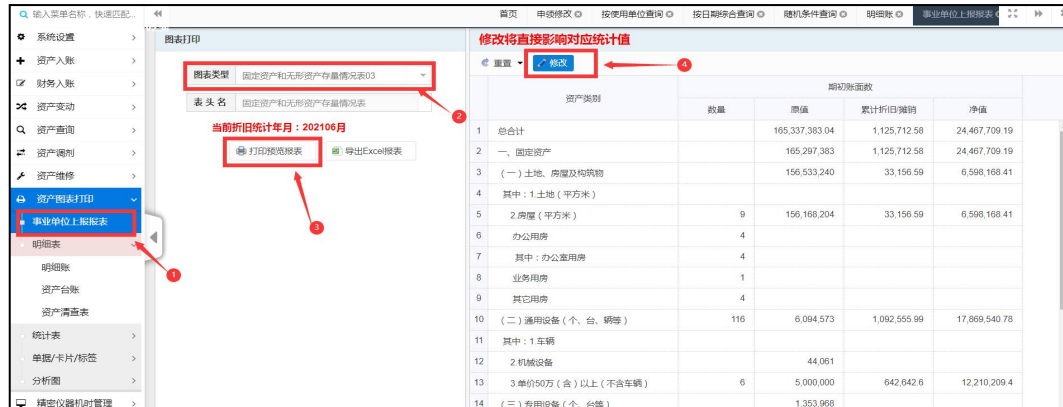 输入菜单名称，快速匹配...
首页 申领修改 按使用单位查询 按日期综合查询 随机条件查询 明细账 事业单位上报报表
系统设置
资产入账
财务入账
资产变动
资产查询
资产调剂
资产维修
资产图表打印
事业单位上报报表
明细表
明细账
资产台账
资产清查表
统计表
单据/卡片/标签
分析图
精密仪器机时管理
1
图表打印
图表类型 固定资产和无形资产存量情况表03
2
表 头 名 固定资产和无形资产存量情况表
当前折旧统计年月：202106月
打印预览报表 导出Excel报表
3
修改将直接影响对应统计值
重置 修改
4
资产类别 期初账面数
数量 原值 累计折旧/摊销 净值
1 总合计 165,337,383.04 1,125,712.58 24,467,709.19
2 一、固定资产 165,297,383 1,125,712.58 24,467,709.19
3 （一）土地、房屋及构筑物 156,533,240 33,156.59 6,598,168.41
4 其中：1.土地（平方米）
5 2.房屋（平方米） 9 156,168,204 33,156.59 6,598,168.41
6 办公用房 4
7 其中：办公室用房 4
8 业务用房 1
9 其它用房 4
10 （二）通用设备（个、台、辆等） 116 6,094,573 1,092,555.99 17,869,540.78
11 其中：1.车辆
12 2.机械设备 44,061
13 3.单价50万（含）以上（不含车辆） 6 5,000,000 642,642.6 12,210,209.4
14 （三）专用设备（个、台等） 1,353,968